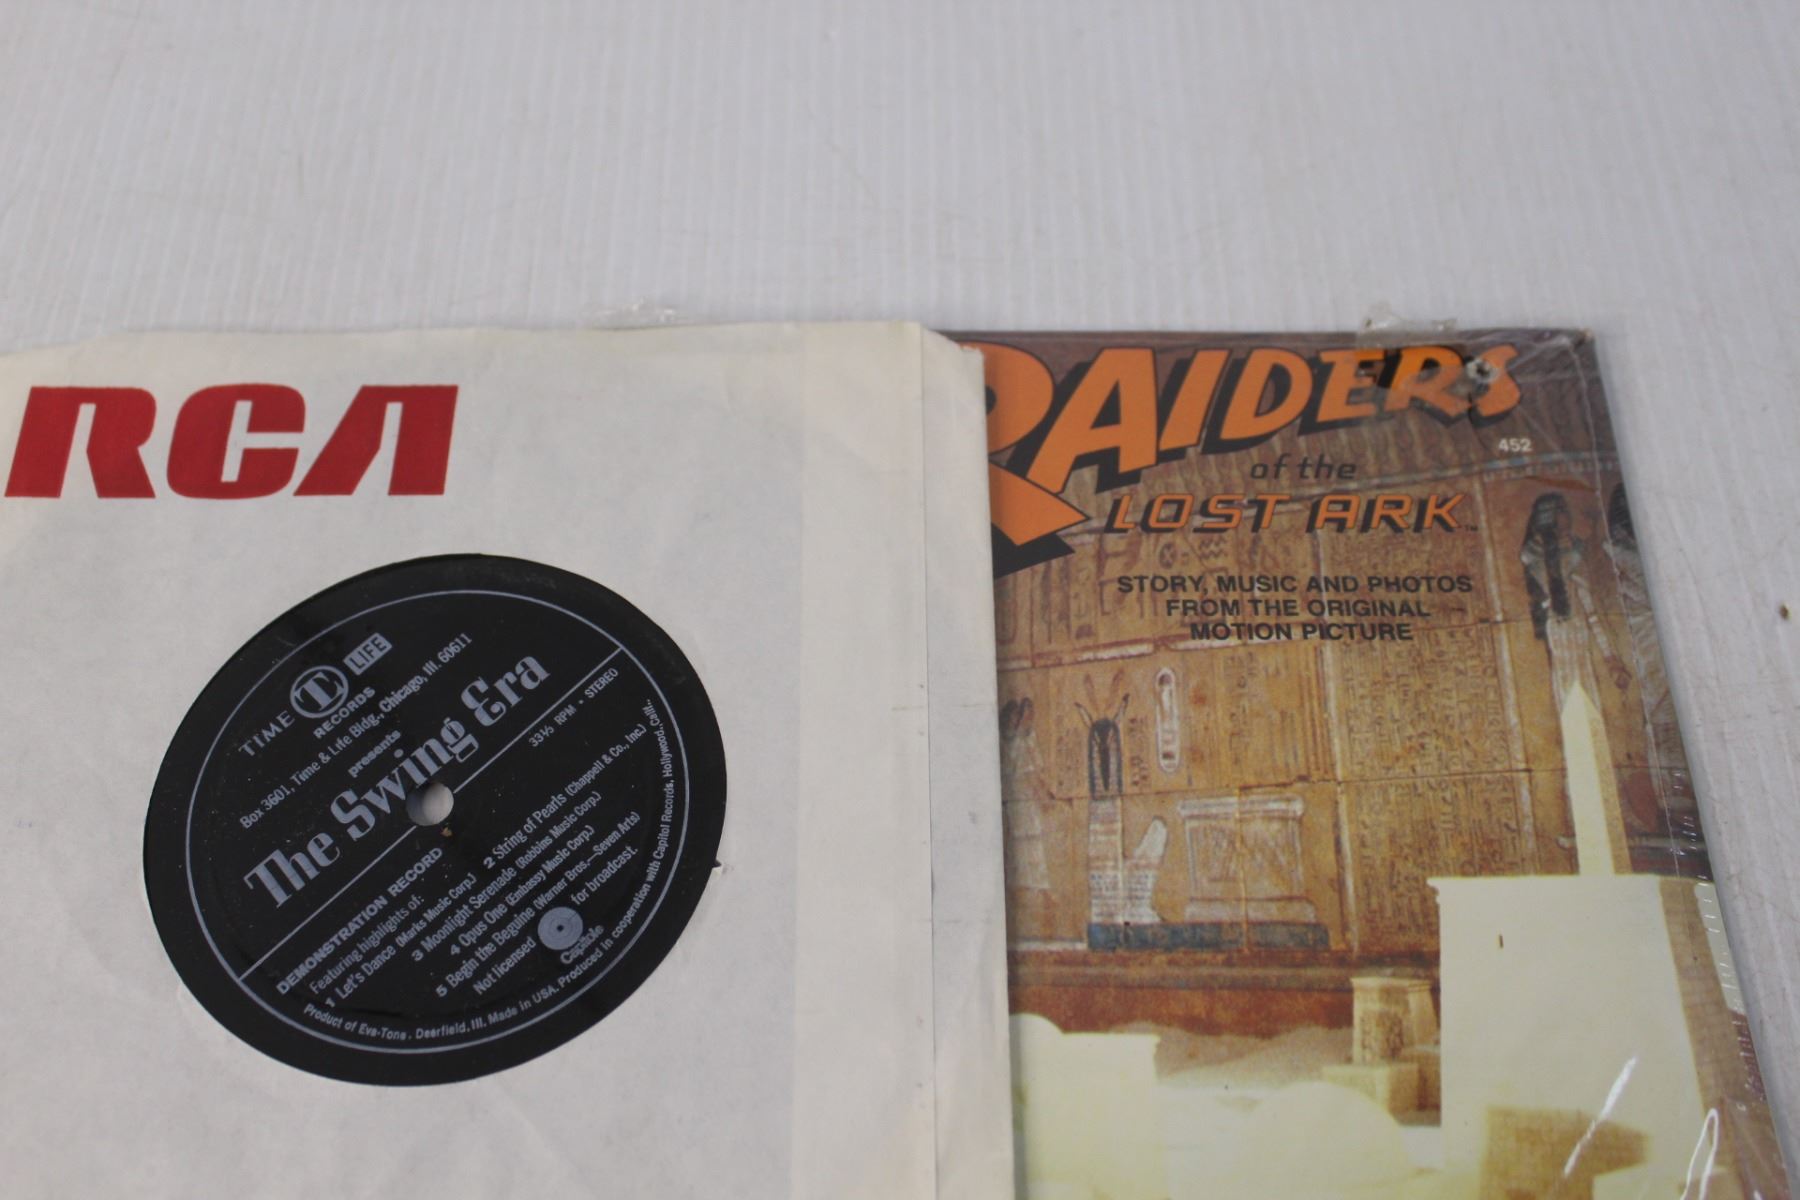 RCA
TIME TL LIFE
RECORDS
Box 3601, Time & Life Bldg., Chicago, Ill. 60611
presents
The Swing Era
33⅓ RPM • STEREO
DEMONSTRATION RECORD
Featuring highlights of:
1 Let's Dance (Marks Music Corp.) 2 String of Pearls (Chappell & Co., Inc.)
3 Moonlight Serenade (Robbins Music Corp.)
4 Opus One (Embassy Music Corp.)
5 Begin the Beguine (Warner Bros.—Seven Arts)
Not licensed for broadcast.
Capitol
Product of Eva-Tone, Deerfield, Ill. Made in USA. Produced in cooperation with Capitol Records, Hollywood, Calif.
RAIDERS
452
of the
LOST ARK™
STORY, MUSIC AND PHOTOS
FROM THE ORIGINAL
MOTION PICTURE